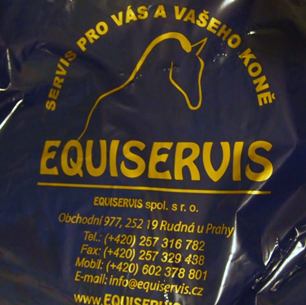 SERVIS PRO VÁS A VAŠEHO KONĚ
EQUISERVIS
EQUISERVIS spol. s r. o.
Obchodní 977, 252 19 Rudná u Prahy
Tel.: (+420) 257 316 782
Fax: (+420) 257 329 438
Mobil: (+420) 602 378 801
E-mail: info@equiservis.cz
www.EQUISERVIS